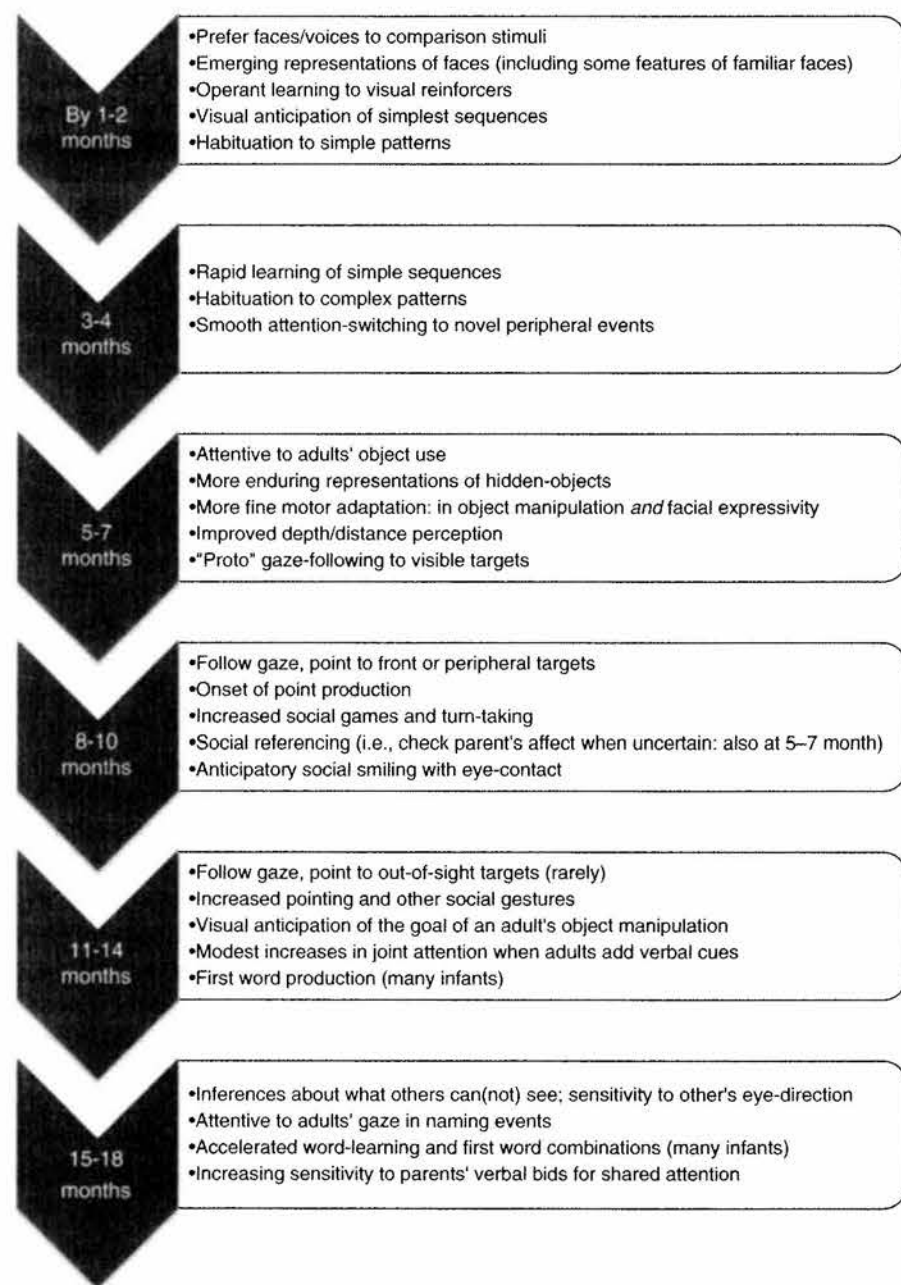 By 1-2
months
•Prefer faces/voices to comparison stimuli
•Emerging representations of faces (including some features of familiar faces)
•Operant learning to visual reinforcers
•Visual anticipation of simplest sequences
•Habituation to simple patterns
3-4
months
•Rapid learning of simple sequences
•Habituation to complex patterns
•Smooth attention-switching to novel peripheral events
5-7
months
•Attentive to adults' object use
•More enduring representations of hidden-objects
•More fine motor adaptation: in object manipulation and facial expressivity
•Improved depth/distance perception
•"Proto" gaze-following to visible targets
8-10
months
•Follow gaze, point to front or peripheral targets
•Onset of point production
•Increased social games and turn-taking
•Social referencing (i.e., check parent's affect when uncertain: also at 5–7 month)
•Anticipatory social smiling with eye-contact
11-14
months
•Follow gaze, point to out-of-sight targets (rarely)
•Increased pointing and other social gestures
•Visual anticipation of the goal of an adult's object manipulation
•Modest increases in joint attention when adults add verbal cues
•First word production (many infants)
15-18
months
•Inferences about what others can(not) see; sensitivity to other's eye-direction
•Attentive to adults' gaze in naming events
•Accelerated word-learning and first word combinations (many infants)
•Increasing sensitivity to parents' verbal bids for shared attention